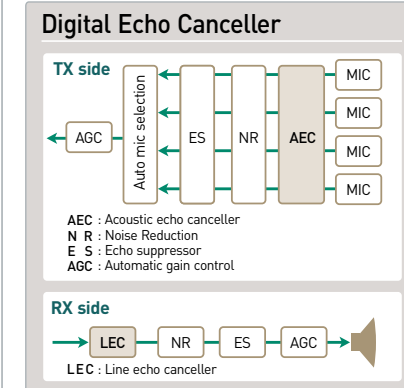 Digital Echo Canceller
TX side
AGC
Auto mic selection
ES
NR
AEC
MIC
MIC
MIC
MIC
AEC : Acoustic echo canceller
N R : Noise Reduction
E S : Echo suppressor
AGC : Automatic gain control
RX side
LEC NR ES AGC
LEC : Line echo canceller